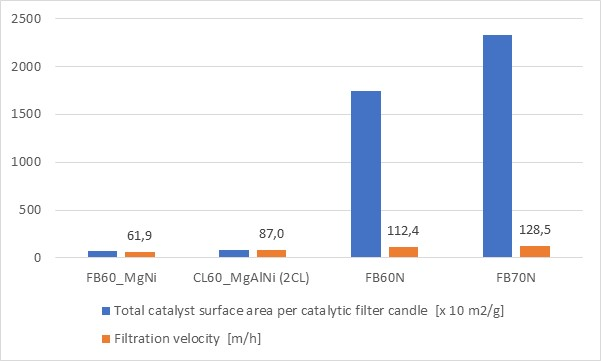 2500
2000
1500
1000
500
0
61,9
87,0
112,4
128,5
FB60_MgNi
CL60_MgAlNi (2CL)
FB60N
FB70N
Total catalyst surface area per catalytic filter candle [x 10 m2/g]
Filtration velocity [m/h]